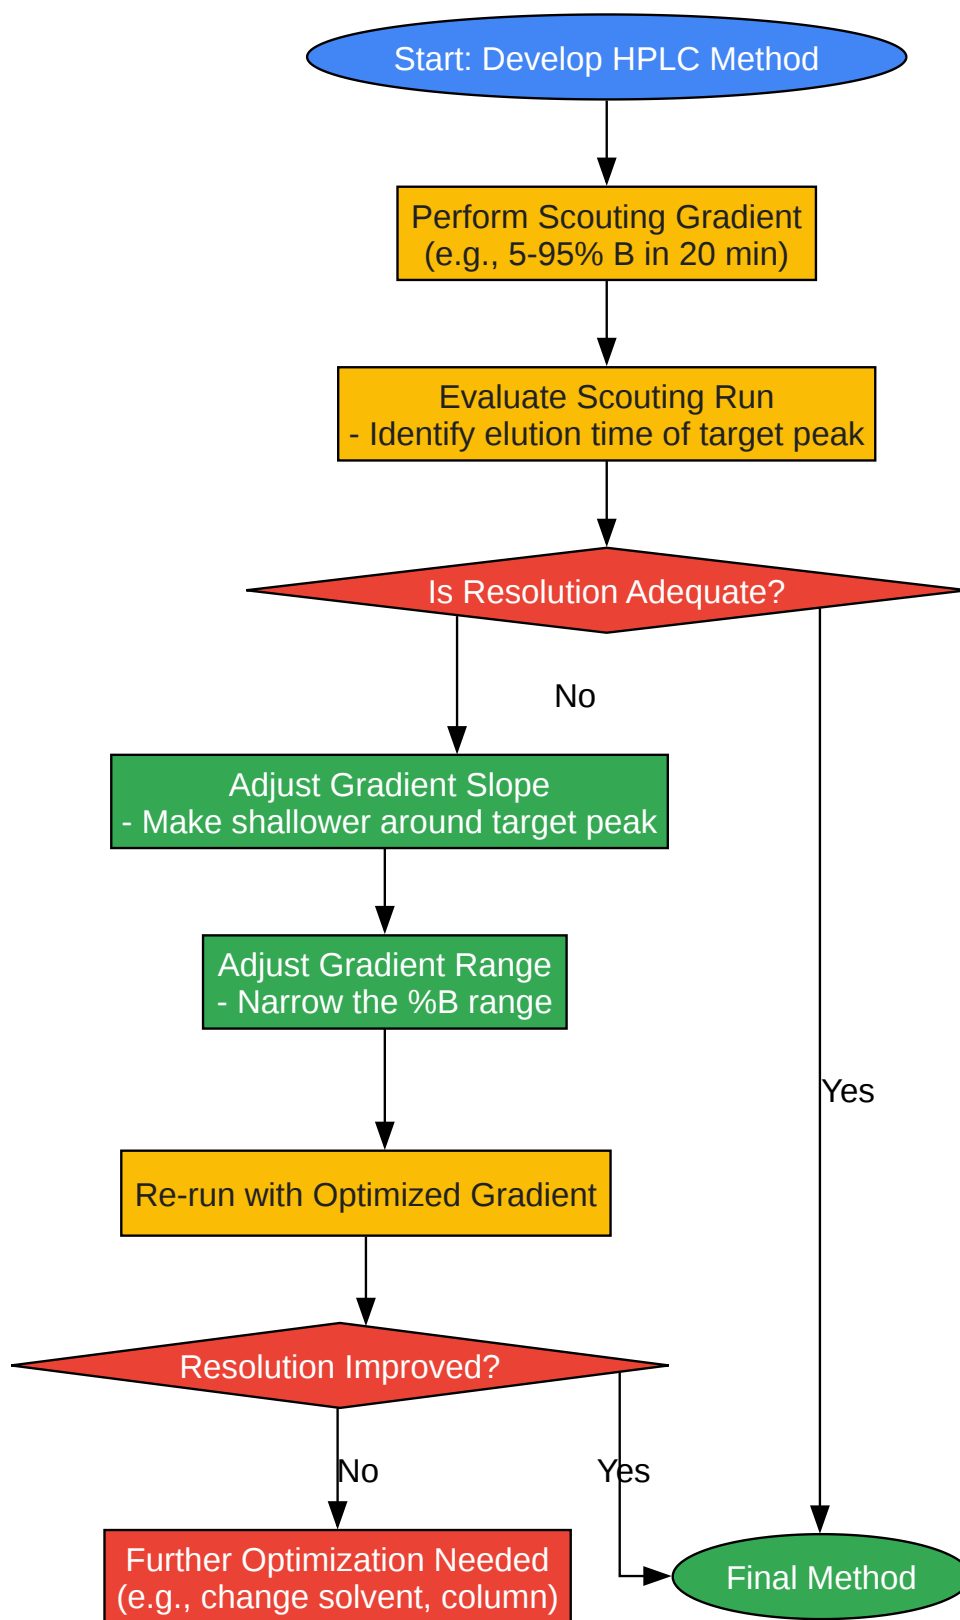 Start: Develop HPLC Method
Perform Scouting Gradient
(e.g., 5-95% B in 20 min)
Evaluate Scouting Run
- Identify elution time of target peak
Is Resolution Adequate?
No
Adjust Gradient Slope
- Make shallower around target peak
Adjust Gradient Range
- Narrow the %B range
Yes
Re-run with Optimized Gradient
Resolution Improved?
No
Yes
Further Optimization Needed
(e.g., change solvent, column)
Final Method